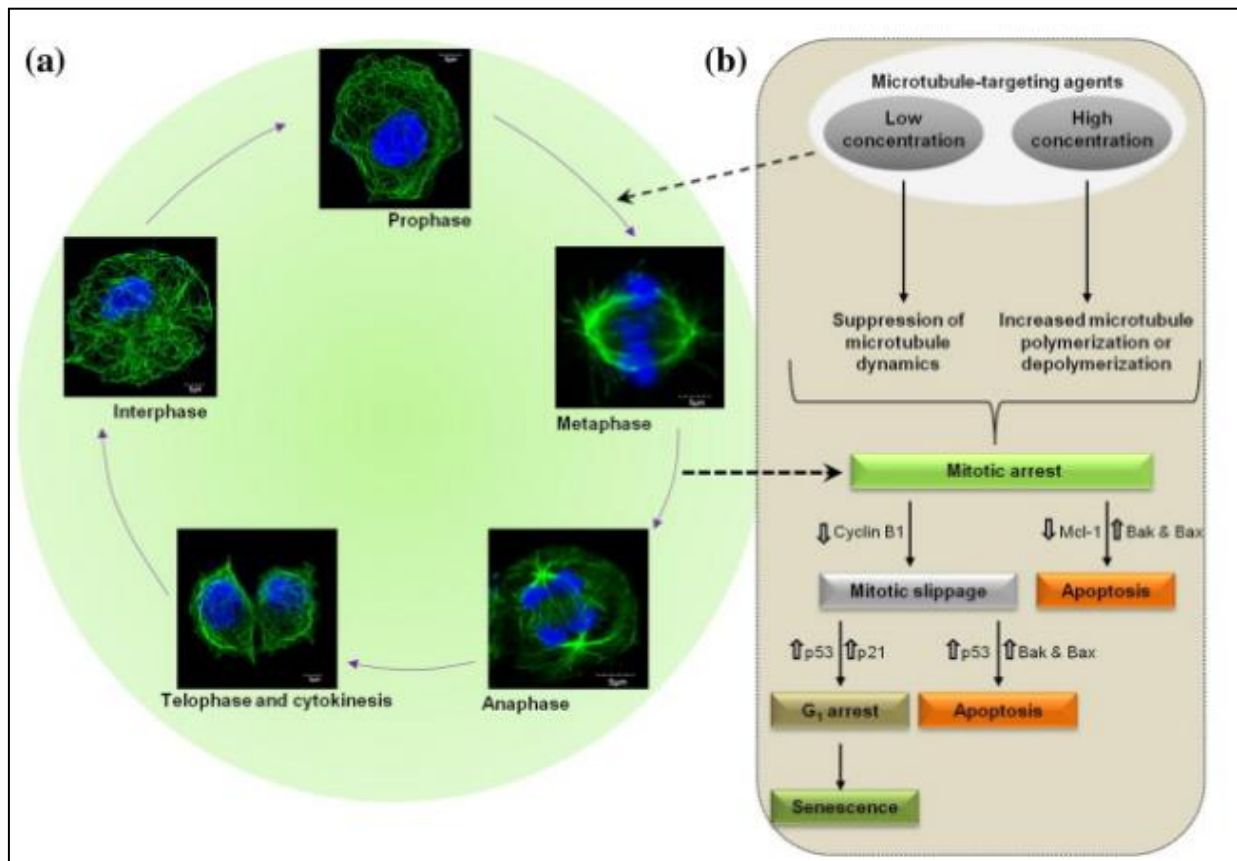 (a)
Prophase
Metaphase
Anaphase
Telophase and cytokinesis
Interphase
(b)
Microtubule-targeting agents
Low
concentration
High
concentration
Suppression of
microtubule
dynamics
Increased microtubule
polymerization or
depolymerization
Mitotic arrest
⇩Cyclin B1
⇩Mcl-1 ⇧Bak & Bax
Mitotic slippage
Apoptosis
⇧p53 ⇧p21
⇧p53 ⇧Bak & Bax
G₁ arrest
Apoptosis
Senescence